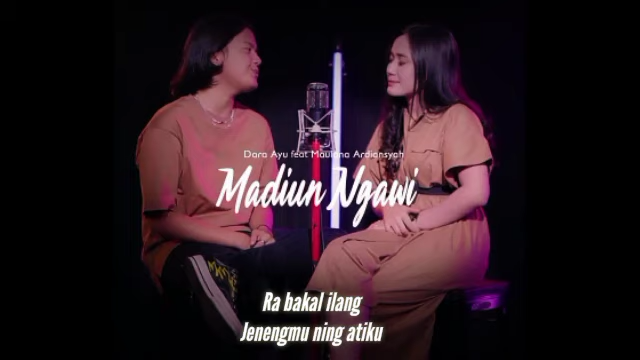 Dara Ayu feat Maulana Ardiansyah
Madiun Ngawi
Ra bakal ilang
Jenengmu ning atiku